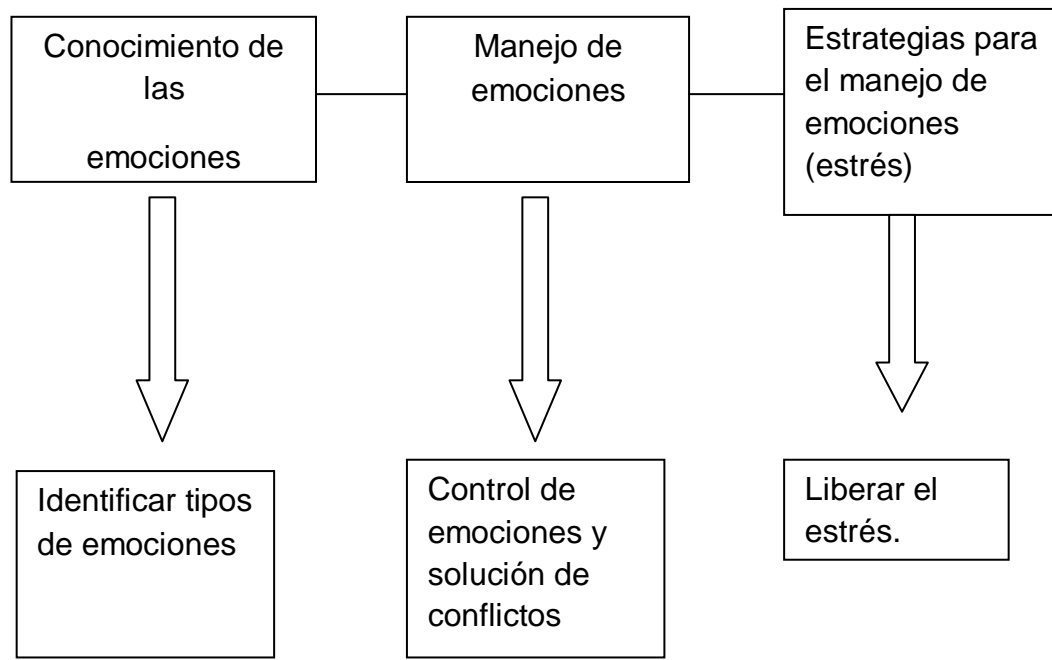 Conocimiento de
las
emociones
Manejo de
emociones
Estrategias para
el manejo de
emociones
(estrés)
Identificar tipos
de emociones
Control de
emociones y
solución de
conflictos
Liberar el
estrés.